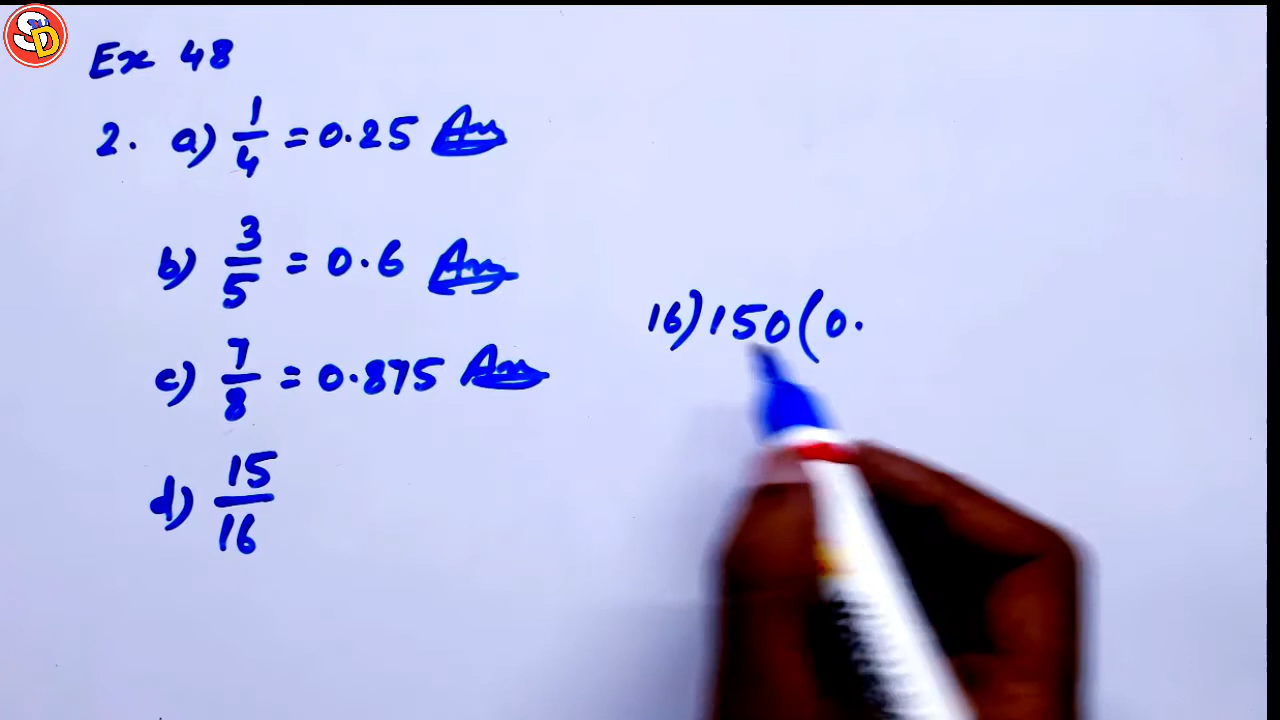 SD
Ex 48
2. a) 1/4 = 0.25 Ans
b) 3/5 = 0.6 Ans
c) 7/8 = 0.875 Ans
d) 15/16
16)150(0.